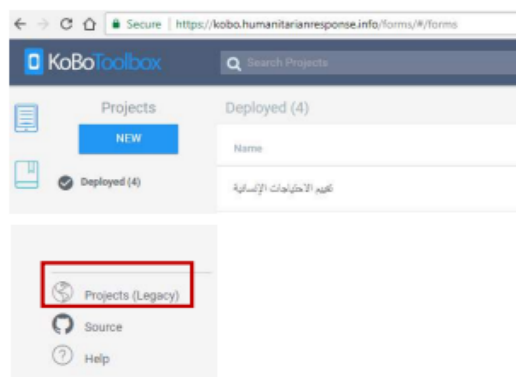 Secure | https://kobo.humanitarianresponse.info/forms/#/forms
KoBoToolbox
Search Projects
Projects
Deployed (4)
NEW
Name
Deployed (4)
تقييم الاحتياجات الإنسانية
Projects (Legacy)
Source
Help